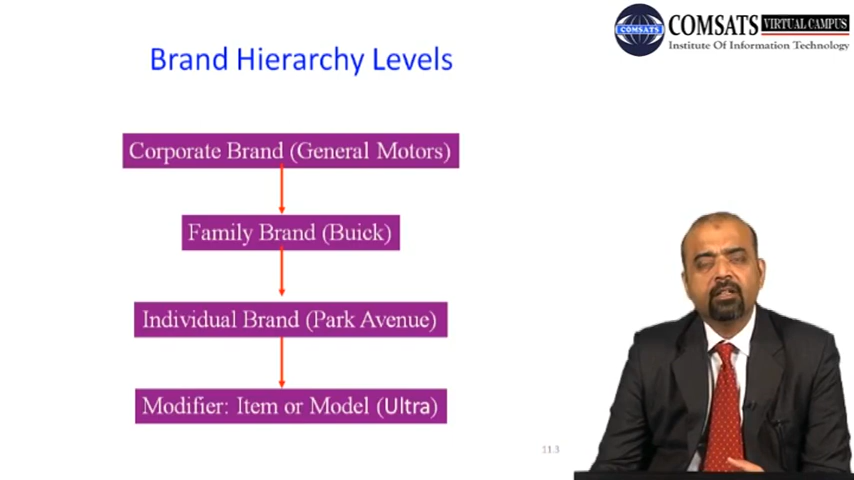 COMSATS VIRTUAL CAMPUS
COMSATS
Institute Of Information Technology
Brand Hierarchy Levels
Corporate Brand (General Motors)
Family Brand (Buick)
Individual Brand (Park Avenue)
Modifier: Item or Model (Ultra)
11.3